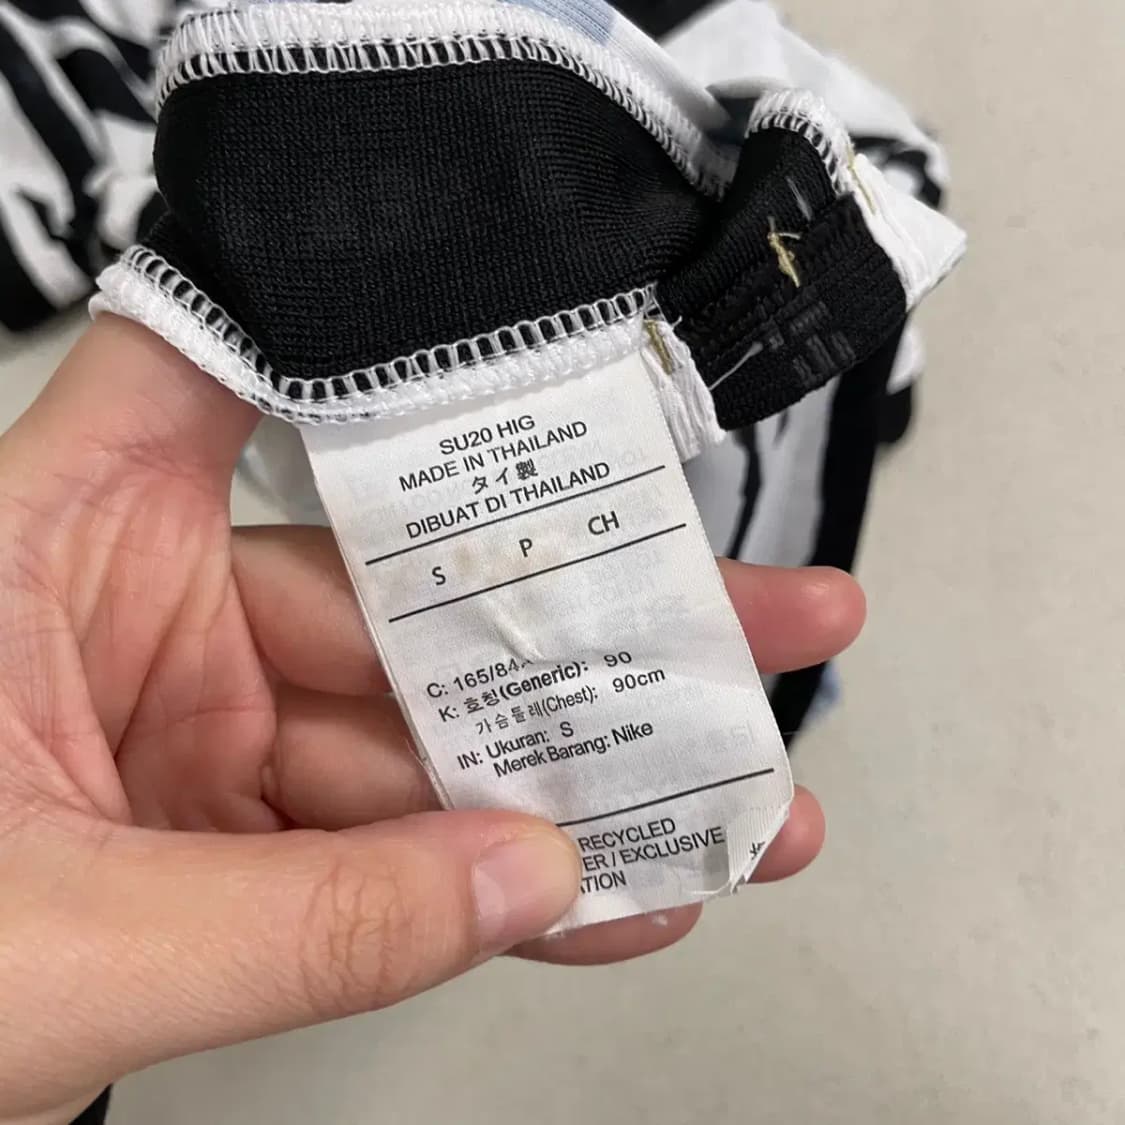 SU20 HIG
MADE IN THAILAND
タイ製
DIBUAT DI THAILAND
S P CH
C: 165/84
K: 호칭(Generic): 90
가슴둘레(Chest): 90cm
IN: Ukuran: S
Merek Barang: Nike
RECYCLED
ER / EXCLUSIVE
ATION